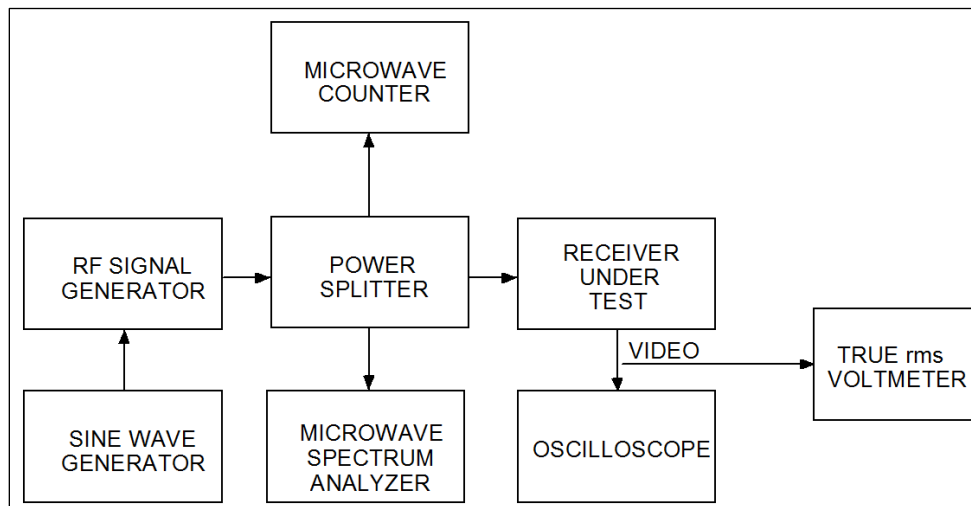 MICROWAVE
COUNTER
RF SIGNAL
GENERATOR
POWER
SPLITTER
RECEIVER
UNDER
TEST
VIDEO
TRUE rms
VOLTMETER
SINE WAVE
GENERATOR
MICROWAVE
SPECTRUM
ANALYZER
OSCILLOSCOPE